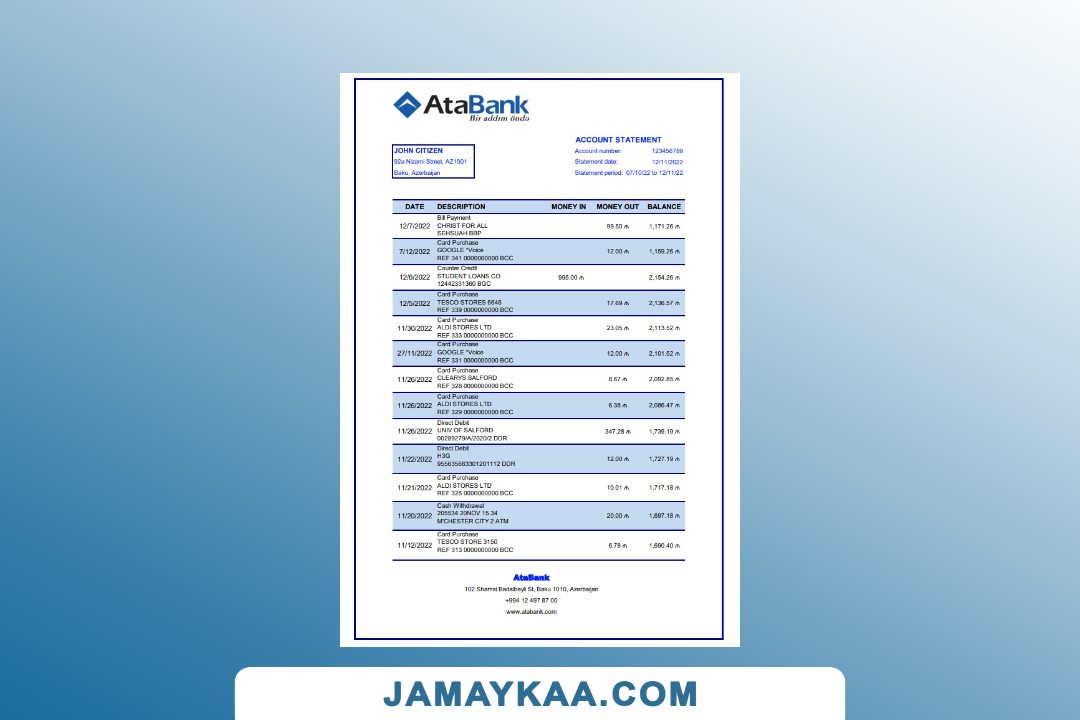 AtaBank
Bir addım öndə
ACCOUNT STATEMENT
JOHN CITIZEN
Account number: 123456789
92a Nizami Street, AZ1001
Statement date: 12/11/2022
Baku, Azerbaijan
Statement period: 07/10/22 to 12/11/22
DATE DESCRIPTION MONEY IN MONEY OUT BALANCE
Bill Payment
12/7/2022 CHRIST FOR ALL 99.50 ₼ 1,171.26 ₼
SEHSUAH BBP
Card Purchase
7/12/2022 GOOGLE *Voice 12.00 ₼ 1,159.26 ₼
REF 341 0000000000 BCC
Counter Credit
12/6/2022 STUDENT LOANS CO 995.00 ₼ 2,154.26 ₼
12442331360 BGC
Card Purchase
12/5/2022 TESCO STORES 6646 17.69 ₼ 2,136.57 ₼
REF 339 0000000000 BCC
Card Purchase
11/30/2022 ALDI STORES LTD 23.05 ₼ 2,113.52 ₼
REF 333 0000000000 BCC
Card Purchase
27/11/2022 GOOGLE *Voice 12.00 ₼ 2,101.52 ₼
REF 331 0000000000 BCC
Card Purchase
11/26/2022 CLEARYS SALFORD 8.67 ₼ 2,092.85 ₼
REF 328 0000000000 BCC
Card Purchase
11/26/2022 ALDI STORES LTD 6.38 ₼ 2,086.47 ₼
REF 329 0000000000 BCC
Direct Debit
11/26/2022 UNIV OF SALFORD 347.28 ₼ 1,739.19 ₼
00289279/A/2020/2 DDR
Direct Debit
11/22/2022 H3G 12.00 ₼ 1,727.19 ₼
955635663301201112 DDR
Card Purchase
11/21/2022 ALDI STORES LTD 10.01 ₼ 1,717.18 ₼
REF 325 0000000000 BCC
Cash Withdrawal
11/20/2022 205534 20NOV 15.34 20.00 ₼ 1,697.18 ₼
M'CHESTER CITY 2 ATM
Card Purchase
11/12/2022 TESCO STORE 3150 6.78 ₼ 1,690.40 ₼
REF 313 0000000000 BCC
AtaBank
102 Shamsi Badalbeyli St, Baku 1010, Azerbaijan
+994 12 497 87 00
www.atabank.com
JAMAYKAA.COM